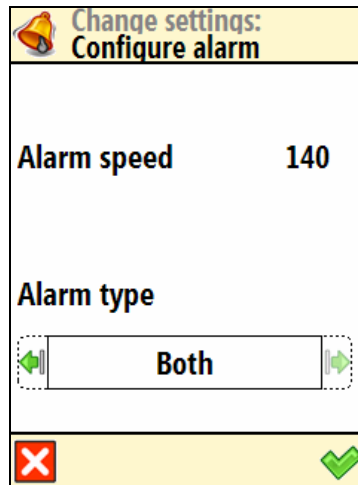 Change settings:
Configure alarm
Alarm speed 140
Alarm type
Both